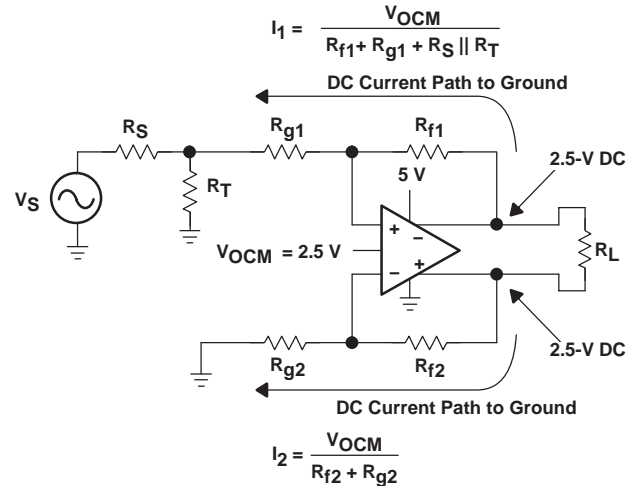 I1 = VOCM / Rf1+ Rg1 + RS || RT
DC Current Path to Ground
RS
Rg1
Rf1
2.5-V DC
5 V
RT
VS
+
−
VOCM = 2.5 V
RL
−
+
Rg2
Rf2
2.5-V DC
DC Current Path to Ground
I2 = VOCM / Rf2 + Rg2